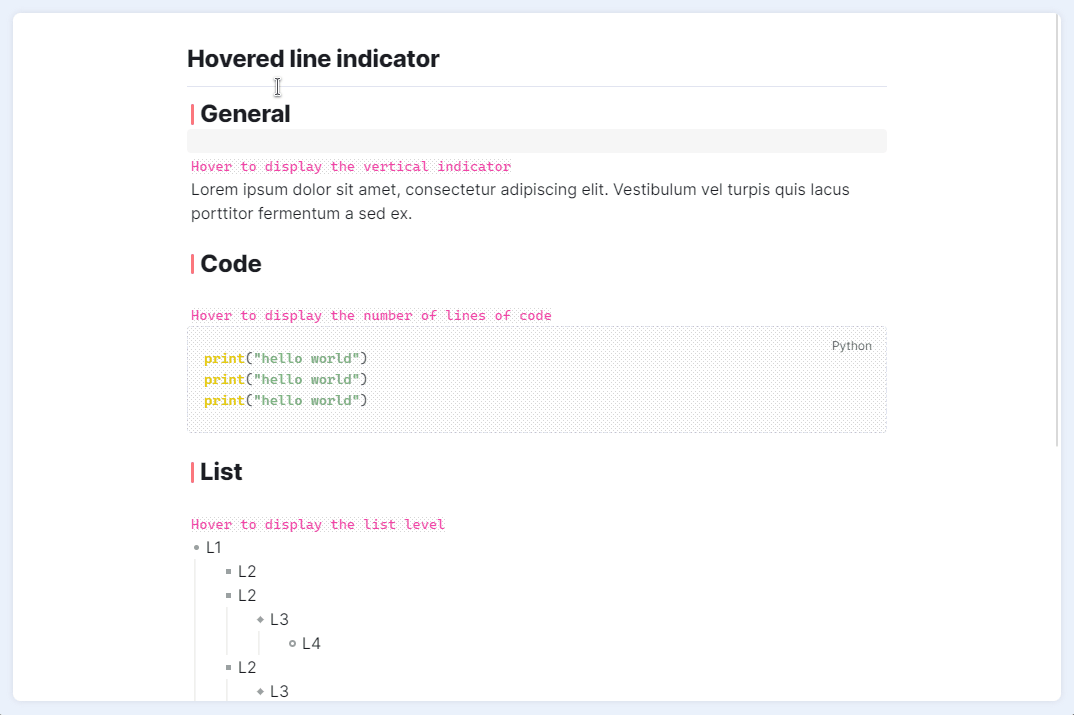 Hovered line indicator
General
Hover to display the vertical indicator
Lorem ipsum dolor sit amet, consectetur adipiscing elit. Vestibulum vel turpis quis lacus
porttitor fermentum a sed ex.
Code
Hover to display the number of lines of code
Python
print("hello world")
print("hello world")
print("hello world")
List
Hover to display the list level
L1
L2
L2
L3
L4
L2
L3